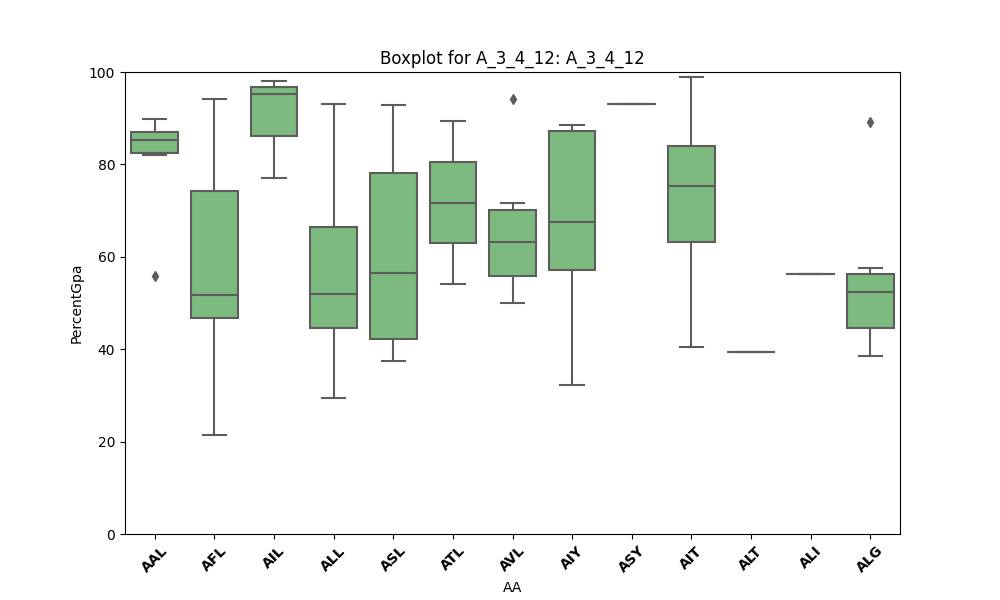 Boxplot for A_3_4_12: A_3_4_12
PercentGpa
100
80
60
40
20
0
AAL AFL AIL ALL ASL ATL AVL AIY ASY AIT ALT ALI ALG
AA